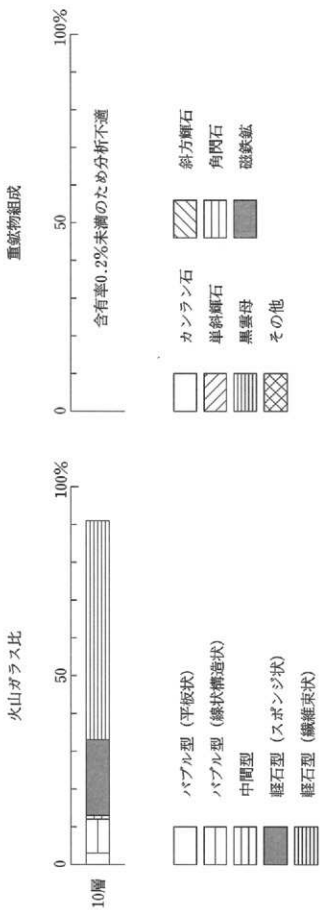 火山ガラス比
0
50
100%
10層
バブル型(平板状)
バブル型(線状構造状)
中間型
軽石型(スポンジ状)
軽石型(繊維束状)
重鉱物組成
0
50
100%
含有率0.2%未満のため分析不適
カンラン石
単斜輝石
黒雲母
その他
斜方輝石
角閃石
磁鉄鉱